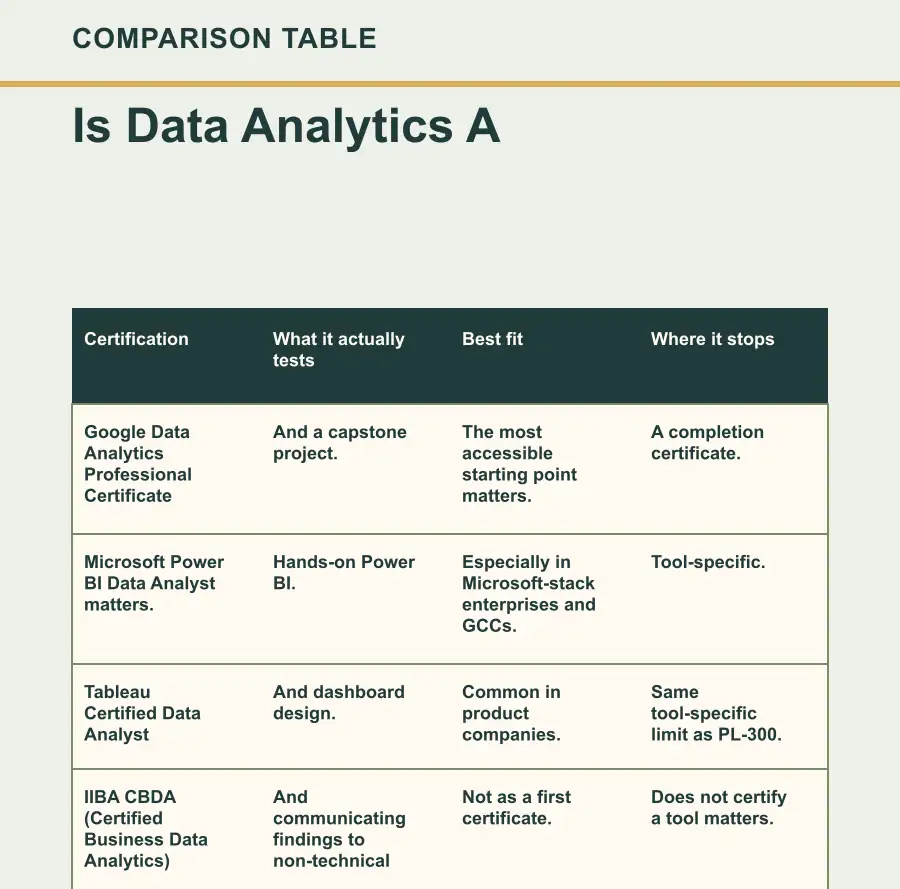 COMPARISON TABLE
Is Data Analytics A
Certification
What it actually
tests
Best fit
Where it stops
Google Data
Analytics
Professional
Certificate
And a capstone
project.
The most
accessible
starting point
matters.
A completion
certificate.
Microsoft Power
BI Data Analyst
matters.
Hands-on Power
BI.
Especially in
Microsoft-stack
enterprises and
GCCs.
Tool-specific.
Tableau
Certified Data
Analyst
And dashboard
design.
Common in
product
companies.
Same
tool-specific
limit as PL-300.
IIBA CBDA
(Certified
Business Data
Analytics)
And
communicating
findings to
non-technical
Not as a first
certificate.
Does not certify
a tool matters.